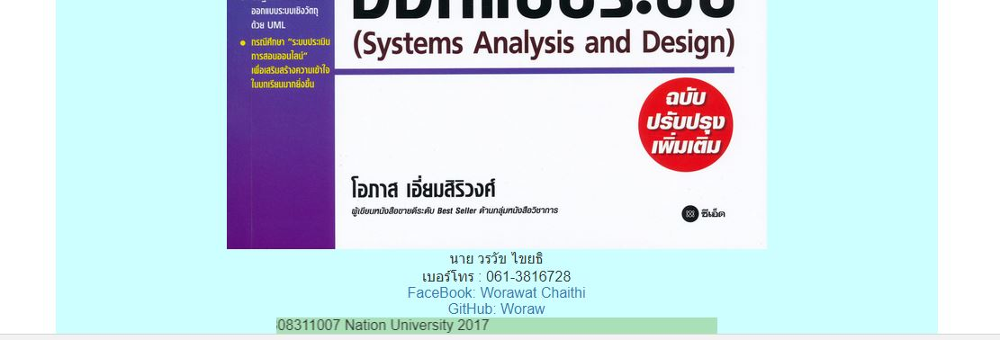 ออกแบบระบบเชิงวัตถุ
ด้วย UML
กรณีศึกษา "ระบบประเมิน
การสอนออนไลน์"
เพื่อเสริมสร้างความเข้าใจ
ในบทเรียนมากยิ่งขึ้น
(Systems Analysis and Design)
ฉบับ
ปรับปรุง
เพิ่มเติม
โอภาส เอี่ยมสิริวงศ์
ผู้เขียนหนังสือขายดีระดับ Best Seller ด้านกลุ่มหนังสือวิชาการ
ซีเอ็ด
นาย วรวัช ไขยธิ
เบอร์โทร : 061-3816728
FaceBook: Worawat Chaithi
GitHub: Woraw
08311007 Nation University 2017